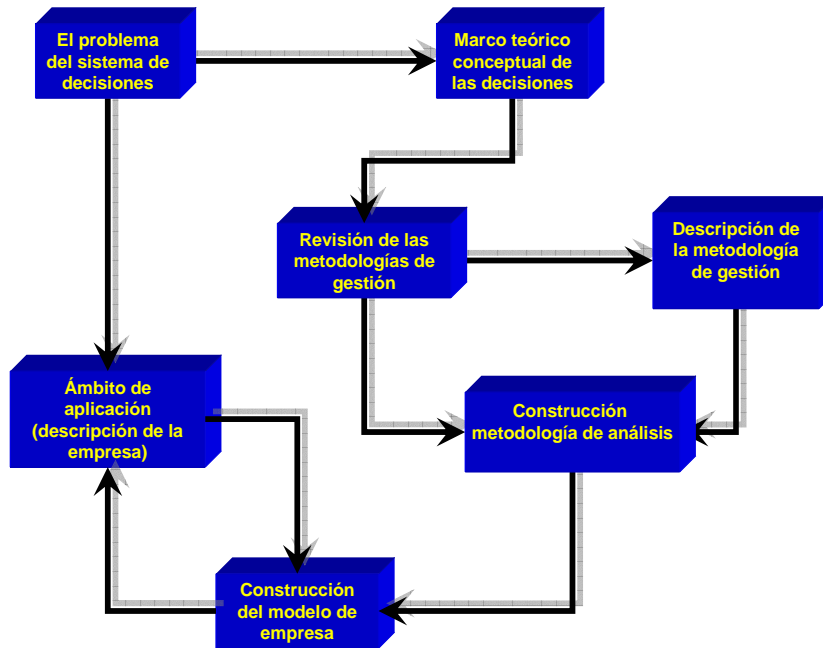 El problema
del sistema de
decisiones
Marco teórico
conceptual de
las decisiones
Revisión de las
metodologías de
gestión
Descripción de
la metodología
de gestión
Ámbito de
aplicación
(descripción de la
empresa)
Construcción
metodología de análisis
Construcción
del modelo de
empresa